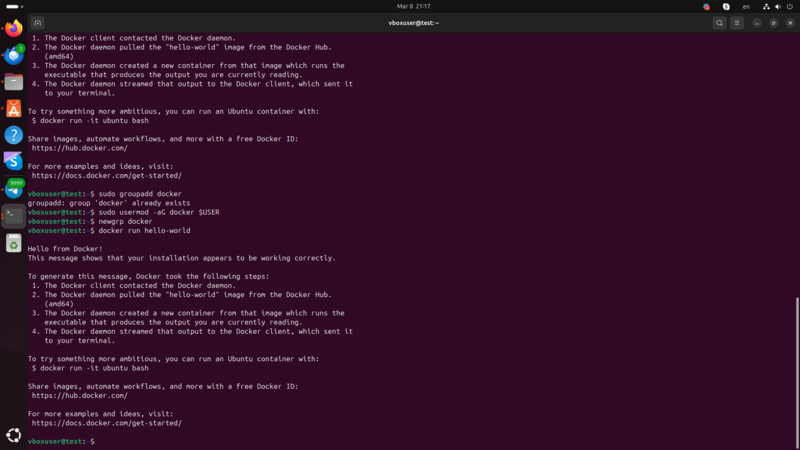 Mar 8 21:17
en
vboxuser@test: ~
1. The Docker client contacted the Docker daemon.
2. The Docker daemon pulled the "hello-world" image from the Docker Hub.
(amd64)
3. The Docker daemon created a new container from that image which runs the
executable that produces the output you are currently reading.
4. The Docker daemon streamed that output to the Docker client, which sent it
to your terminal.
To try something more ambitious, you can run an Ubuntu container with:
$ docker run -it ubuntu bash
Share images, automate workflows, and more with a free Docker ID:
https://hub.docker.com/
For more examples and ideas, visit:
https://docs.docker.com/get-started/
vboxuser@test:~$ sudo groupadd docker
groupadd: group 'docker' already exists
vboxuser@test:~$ sudo usermod -aG docker $USER
vboxuser@test:~$ newgrp docker
vboxuser@test:~$ docker run hello-world
Hello from Docker!
This message shows that your installation appears to be working correctly.
To generate this message, Docker took the following steps:
1. The Docker client contacted the Docker daemon.
2. The Docker daemon pulled the "hello-world" image from the Docker Hub.
(amd64)
3. The Docker daemon created a new container from that image which runs the
executable that produces the output you are currently reading.
4. The Docker daemon streamed that output to the Docker client, which sent it
to your terminal.
To try something more ambitious, you can run an Ubuntu container with:
$ docker run -it ubuntu bash
Share images, automate workflows, and more with a free Docker ID:
https://hub.docker.com/
For more examples and ideas, visit:
https://docs.docker.com/get-started/
vboxuser@test:~$